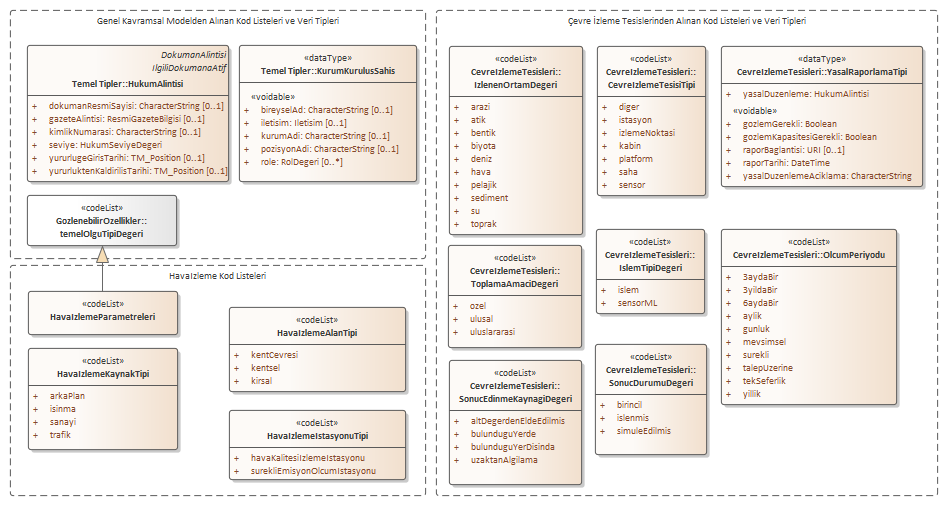 Genel Kavramsal Modelden Alınan Kod Listeleri ve Veri Tipleri
DokumanAlintisi
IlgiliDokumanaAtif
Temel Tipler::HukumAlintisi
+ dokumanResmiSayisi: CharacterString [0..1]
+ gazeteAlintisi: ResmiGazeteBilgisi [0..1]
+ kimlikNumarasi: CharacterString [0..1]
+ seviye: HukumSeviyeDegeri
+ yururlugeGirisTarihi: TM_Position [0..1]
+ yururluktenKaldirilisTarihi: TM_Position [0..1]
«dataType»
Temel Tipler::KurumKurulusSahis
«voidable»
+ bireyselAd: CharacterString [0..1]
+ iletisim: Iletisim [0..1]
+ kurumAdi: CharacterString [0..1]
+ pozisyonAdi: CharacterString [0..1]
+ role: RolDegeri [0..*]
«codeList»
GozlenebilirOzellikler::
temelOlguTipiDegeri
HavaIzleme Kod Listeleri
«codeList»
HavaIzlemeParametreleri
«codeList»
HavaIzlemeKaynakTipi
+ arkaPlan
+ isinma
+ sanayi
+ trafik
«codeList»
HavaIzlemeAlanTipi
+ kentCevresi
+ kentsel
+ kirsal
«codeList»
HavaIzlemeIstasyonuTipi
+ havaKalitesiIzlemeIstasyonu
+ surekliEmisyonOlcumIstasyonu
Çevre İzleme Tesislerinden Alınan Kod Listeleri ve Veri Tipleri
«codeList»
CevreIzlemeTesisleri::
IzlenenOrtamDegeri
+ arazi
+ atik
+ bentik
+ biyota
+ deniz
+ hava
+ pelajik
+ sediment
+ su
+ toprak
«codeList»
CevreIzlemeTesisleri::
CevreIzlemeTesisiTipi
+ diger
+ istasyon
+ izlemeNoktasi
+ kabin
+ platform
+ saha
+ sensor
«dataType»
CevreIzlemeTesisleri::YasalRaporlamaTipi
+ yasalDuzenleme: HukumAlintisi
«voidable»
+ gozlemGerekli: Boolean
+ gozlemKapasitesiGerekli: Boolean
+ raporBaglantisi: URI [0..1]
+ raporTarihi: DateTime
+ yasalDuzenlemeAciklama: CharacterString
«codeList»
CevreIzlemeTesisleri::
ToplamaAmaciDegeri
+ ozel
+ ulusal
+ uluslararasi
«codeList»
CevreIzlemeTesisleri::
IslemTipiDegeri
+ islem
+ sensorML
«codeList»
CevreIzlemeTesisleri::OlcumPeriyodu
+ 3aydaBir
+ 3yildaBir
+ 6aydaBir
+ aylik
+ gunluk
+ mevsimsel
+ surekli
+ talepUzerine
+ tekSeferlik
+ yillik
«codeList»
CevreIzlemeTesisleri::
SonucEdinmeKaynagiDegeri
+ altDegerdenEldeEdilmis
+ bulunduguYerde
+ bulunduguYerDisinda
+ uzaktanAlgilama
«codeList»
CevreIzlemeTesisleri::
SonucDurumuDegeri
+ birincil
+ islenmis
+ simuleEdilmis